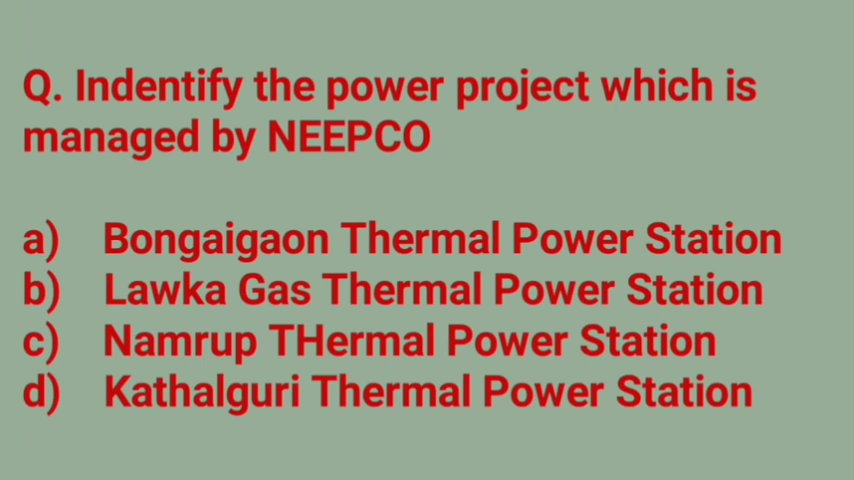 Q. Indentify the power project which is
managed by NEEPCO
a) Bongaigaon Thermal Power Station
b) Lawka Gas Thermal Power Station
c) Namrup THermal Power Station
d) Kathalguri Thermal Power Station